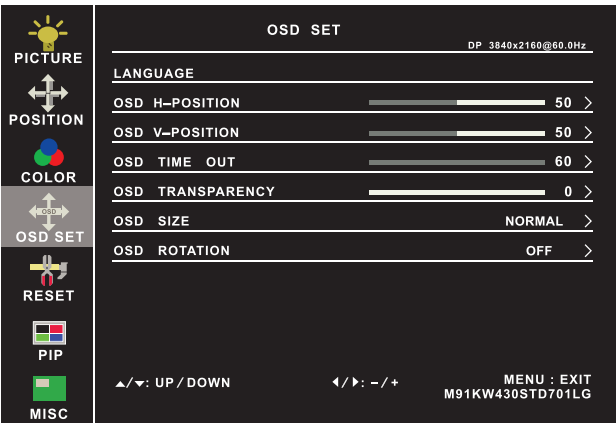 OSD SET
DP 3840x2160@60.0Hz
PICTURE
POSITION
COLOR
OSD
OSD SET
RESET
PIP
MISC
LANGUAGE
OSD H-POSITION 50 >
OSD V-POSITION 50 >
OSD TIME OUT 60 >
OSD TRANSPARENCY 0 >
OSD SIZE NORMAL >
OSD ROTATION OFF >
▲/▼: UP / DOWN ◀/▶: – / + MENU : EXIT
M91KW430STD701LG